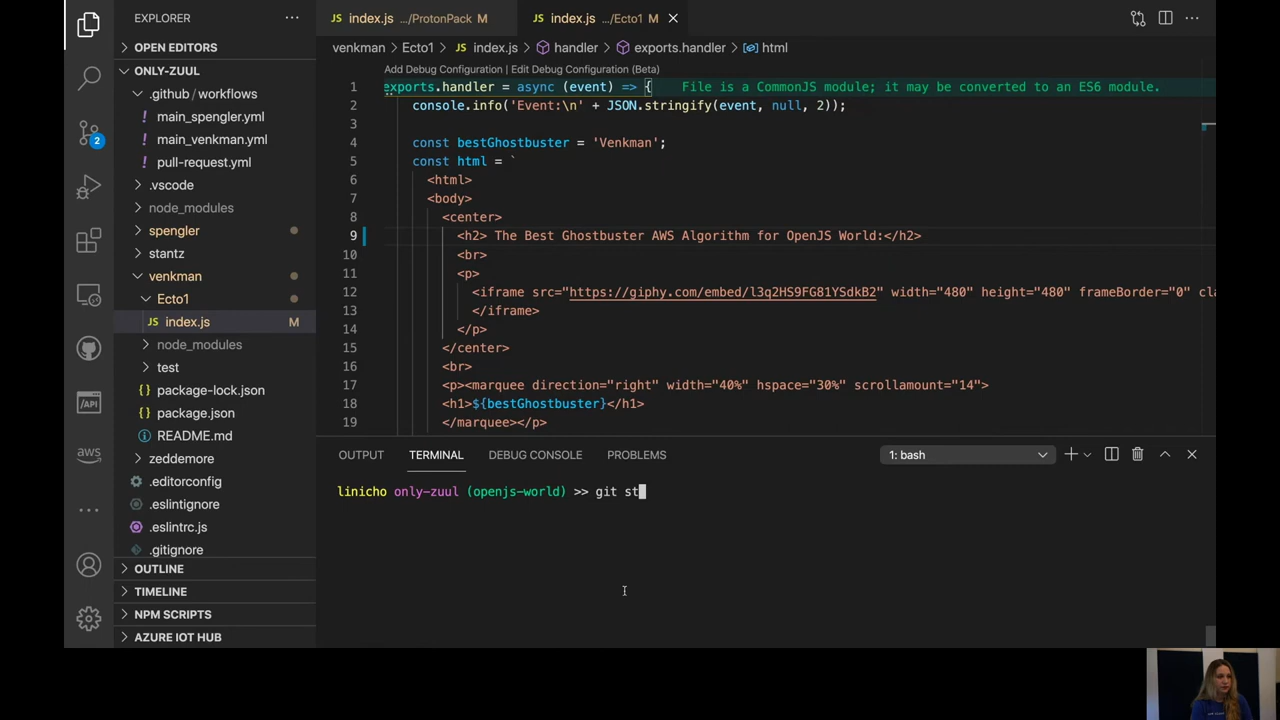 EXPLORER
OPEN EDITORS
ONLY-ZUUL
.github/workflows
! main_spengler.yml
! main_venkman.yml
! pull-request.yml
.vscode
node_modules
spengler
stantz
venkman
Ecto1
JS index.js M
node_modules
test
{} package-lock.json
{} package.json
README.md
zeddemore
.editorconfig
.eslintignore
.eslintrc.js
.gitignore
OUTLINE
TIMELINE
NPM SCRIPTS
AZURE IOT HUB
2
/API
aws
JS index.js .../ProtonPack M
JS index.js .../Ecto1 M
venkman > Ecto1 > JS index.js > handler > exports.handler > html
Add Debug Configuration | Edit Debug Configuration (Beta)
1 exports.handler = async (event) => { File is a CommonJS module; it may be converted to an ES6 module.
2 console.info('Event:\n' + JSON.stringify(event, null, 2));
3
4 const bestGhostbuster = 'Venkman';
5 const html = `
6 <html>
7 <body>
8 <center>
9 <h2> The Best Ghostbuster AWS Algorithm for OpenJS World:</h2>
10 <br>
11 <p>
12 <iframe src="https://giphy.com/embed/l3q2HS9FG81YSdkB2" width="480" height="480" frameBorder="0" cla
13 </iframe>
14 </p>
15 </center>
16 <br>
17 <p><marquee direction="right" width="40%" hspace="30%" scrollamount="14">
18 <h1>${bestGhostbuster}</h1>
19 </marquee></p>
OUTPUT TERMINAL DEBUG CONSOLE PROBLEMS 1: bash
linicho only-zuul (openjs-world) >> git st